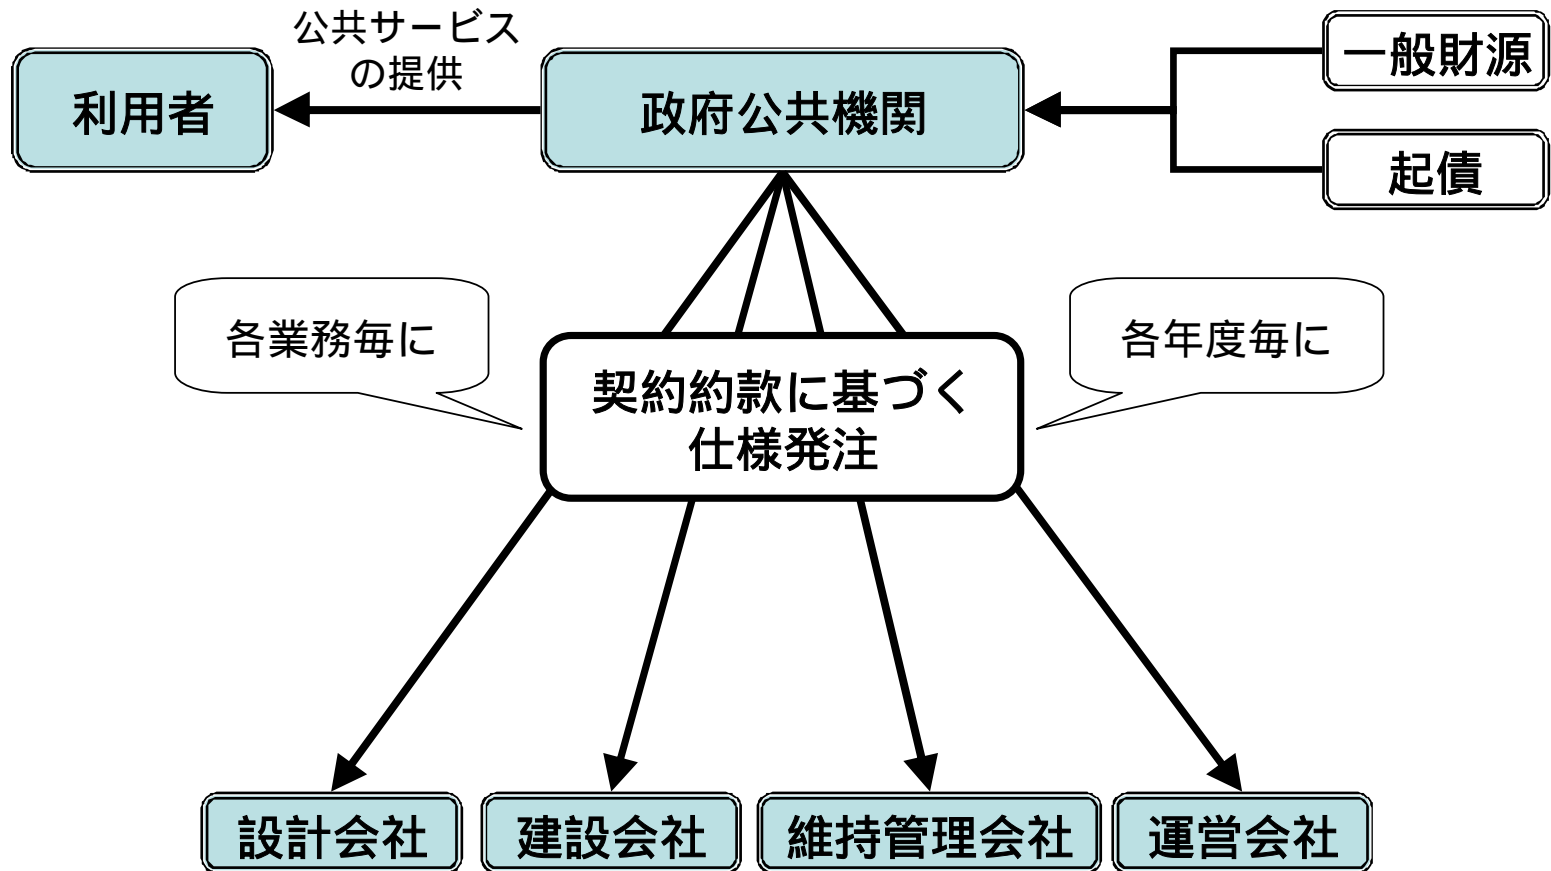 公共サービス
の提供
利用者
政府公共機関
一般財源
起債
各業務毎に
各年度毎に
契約約款に基づく
仕様発注
設計会社
建設会社
維持管理会社
運営会社